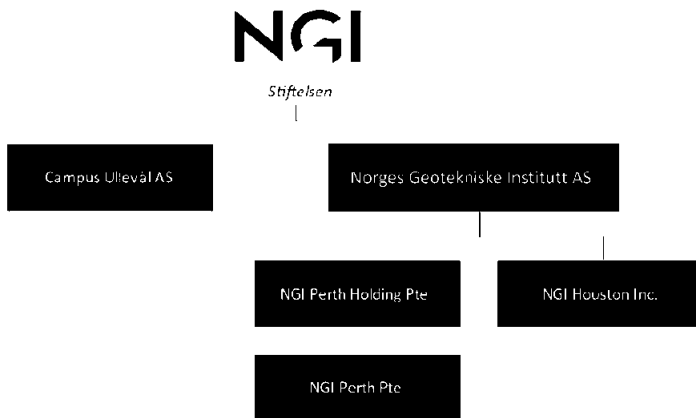 NGI
Stiftelsen
Campus Ullevål AS
Norges Geotekniske Institutt AS
NGI Perth Holding Pte
NGI Houston Inc.
NGI Perth Pte